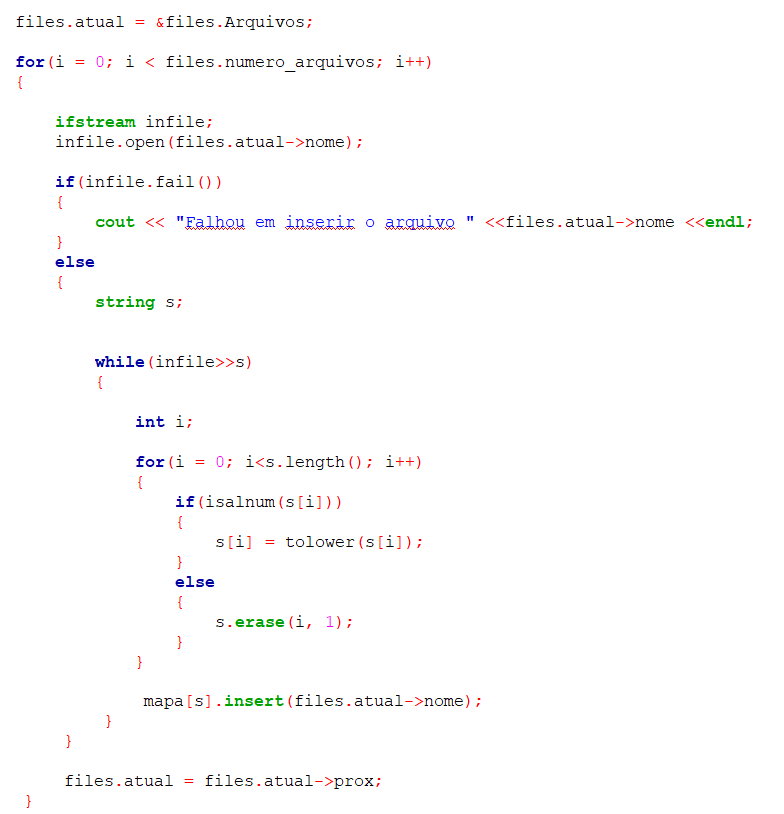 files.atual = &files.Arquivos;
for(i = 0; i < files.numero_arquivos; i++)
{
ifstream infile;
infile.open(files.atual->nome);
if(infile.fail())
{
cout << "Falhou em inserir o arquivo " <<files.atual->nome <<endl;
}
else
{
string s;
while(infile>>s)
{
int i;
for(i = 0; i<s.length(); i++)
{
if(isalnum(s[i]))
{
s[i] = tolower(s[i]);
}
else
{
s.erase(i, 1);
}
}
mapa[s].insert(files.atual->nome);
}
}
files.atual = files.atual->prox;
}